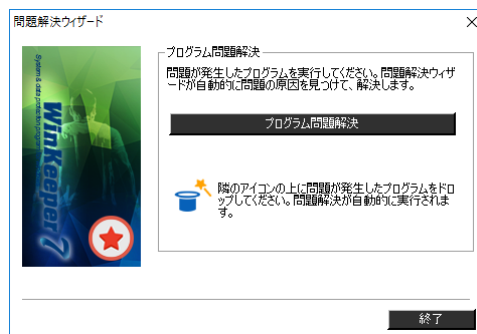 問題解決ウィザード
System & data protection program
WinKeeper 7
プログラム問題解決
問題が発生したプログラムを実行してください。問題解決ウィザ
ードが自動的に問題の原因を見つけて、解決します。
プログラム問題解決
隣のアイコンの上に問題が発生したプログラムをドロ
ップしてください。問題解決が自動的に実行されま
す。
終了